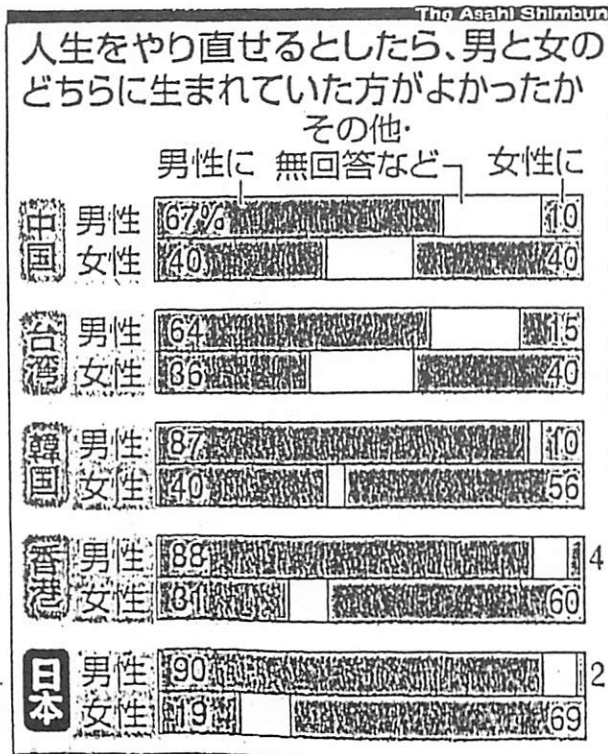 The Asahi Shimbun
人生をやり直せるとしたら、男と女の
どちらに生まれていた方がよかったか
その他・
男性に 無回答など 女性に
中国 男性 67% 10
女性 40 40
台湾 男性 64 15
女性 36 40
韓国 男性 87 10
女性 40 56
香港 男性 88 4
女性 31 60
日本 男性 90 2
女性 19 69